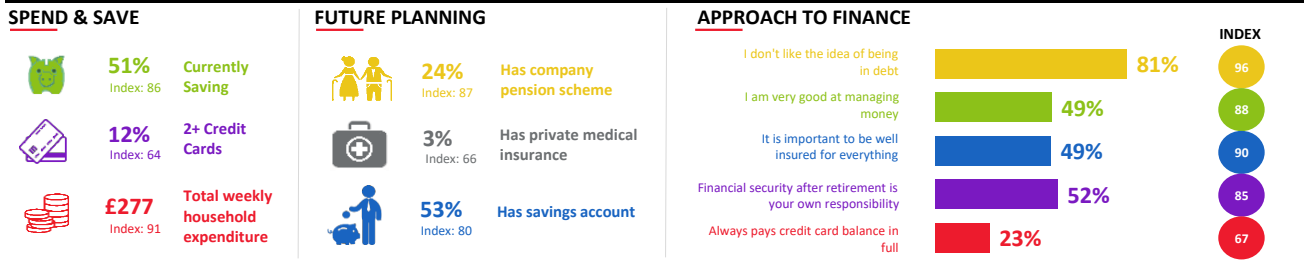 SPEND & SAVE
51%
Index: 86
Currently
Saving
12%
Index: 64
2+ Credit
Cards
£277
Index: 91
Total weekly
household
expenditure
FUTURE PLANNING
24%
Index: 87
Has company
pension scheme
3%
Index: 66
Has private medical
insurance
53%
Index: 80
Has savings account
APPROACH TO FINANCE
INDEX
I don't like the idea of being
in debt
81%
96
I am very good at managing
money
49%
88
It is important to be well
insured for everything
49%
90
Financial security after retirement is
your own responsibility
52%
85
Always pays credit card balance in
full
23%
67